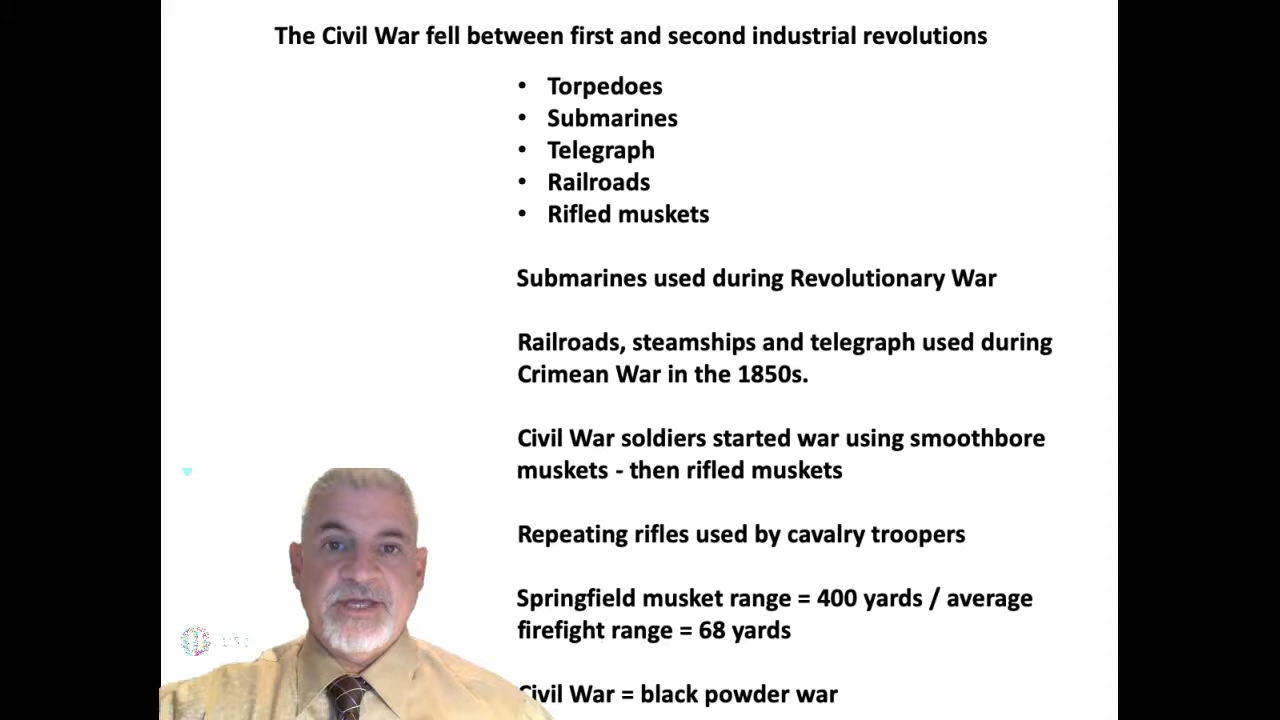 The Civil War fell between first and second industrial revolutions
• Torpedoes
• Submarines
• Telegraph
• Railroads
• Rifled muskets
Submarines used during Revolutionary War
Railroads, steamships and telegraph used during
Crimean War in the 1850s.
Civil War soldiers started war using smoothbore
muskets - then rifled muskets
Repeating rifles used by cavalry troopers
Springfield musket range = 400 yards / average
firefight range = 68 yards
Civil War = black powder war